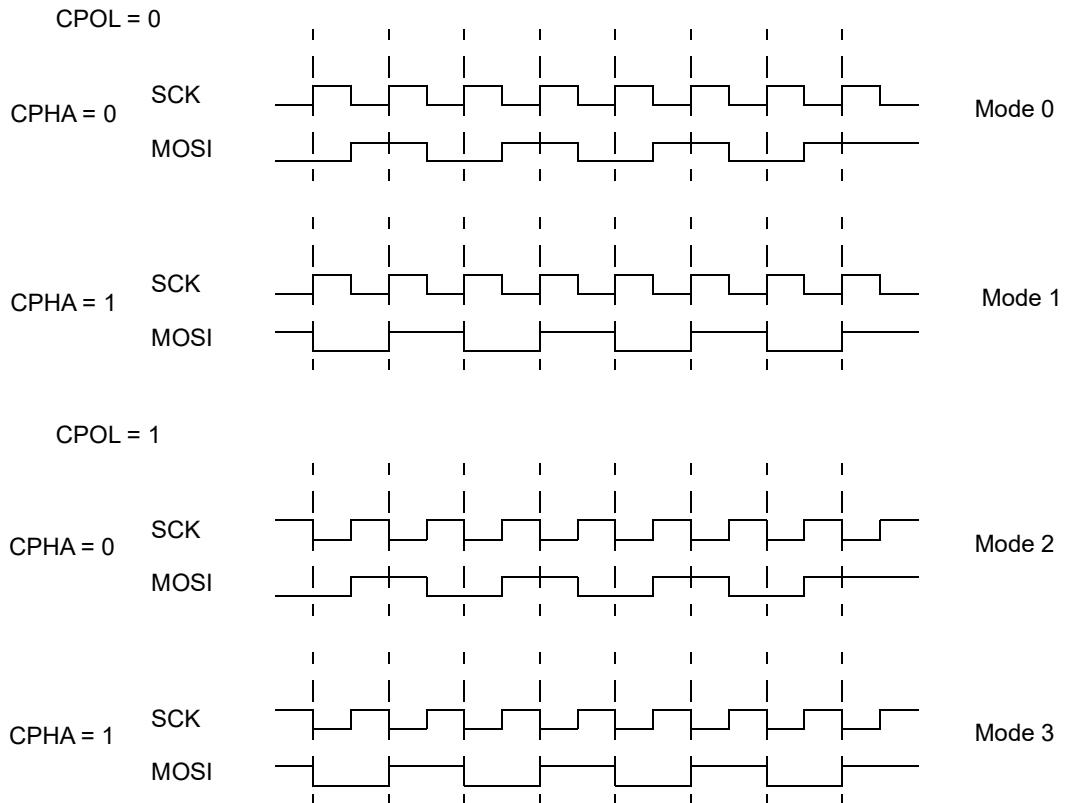 CPOL = 0
SCK
CPHA = 0
Mode 0
MOSI
SCK
CPHA = 1
Mode 1
MOSI
CPOL = 1
SCK
CPHA = 0
Mode 2
MOSI
SCK
CPHA = 1
Mode 3
MOSI